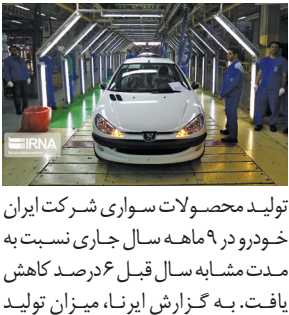 IRNA
تولید محصولات سواری شرکت ایران
خودرو در ۹ ماهه سال جاری نسبت به
مدت مشابه سال قبل ۶ درصد کاهش
یافت. به گزارش ایرنا، میزان تولید